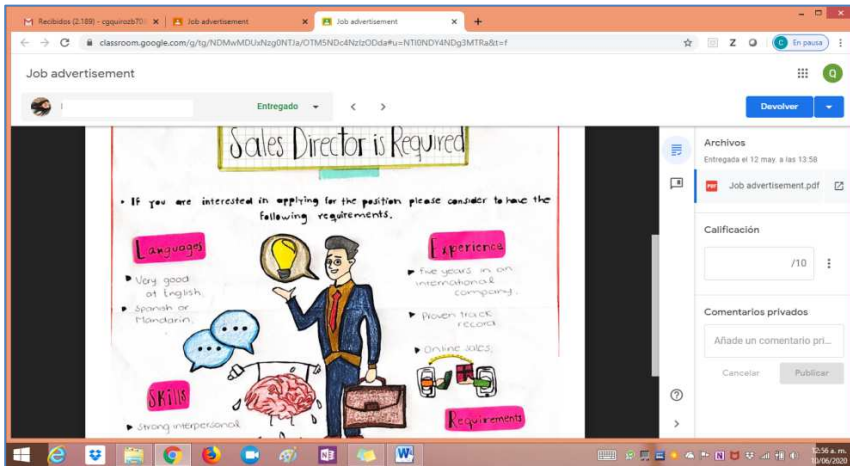 Recibidos (2.189) - cgquirozb70
Job advertisement
Job advertisement
classroom.google.com/g/tg/
En pausa
Job advertisement
Q
Entregado
Devolver
Sales Director is Required
• If you are interested in applying for the position please consider to have the
following requirements.
Languages
Very good
at English.
Spanish or
Mandarin.
Experience
five years in an
international
company.
Proven track
record
Online sales.
Skills
Strong interpersonal
Requirements
Archivos
Entregada el 12 may. a las 13:58
PDF
Job advertisement.pdf
Calificación
/10
Comentarios privados
Añade un comentario pri...
Cancelar
Publicar
12:56 a. m.
10/06/2020